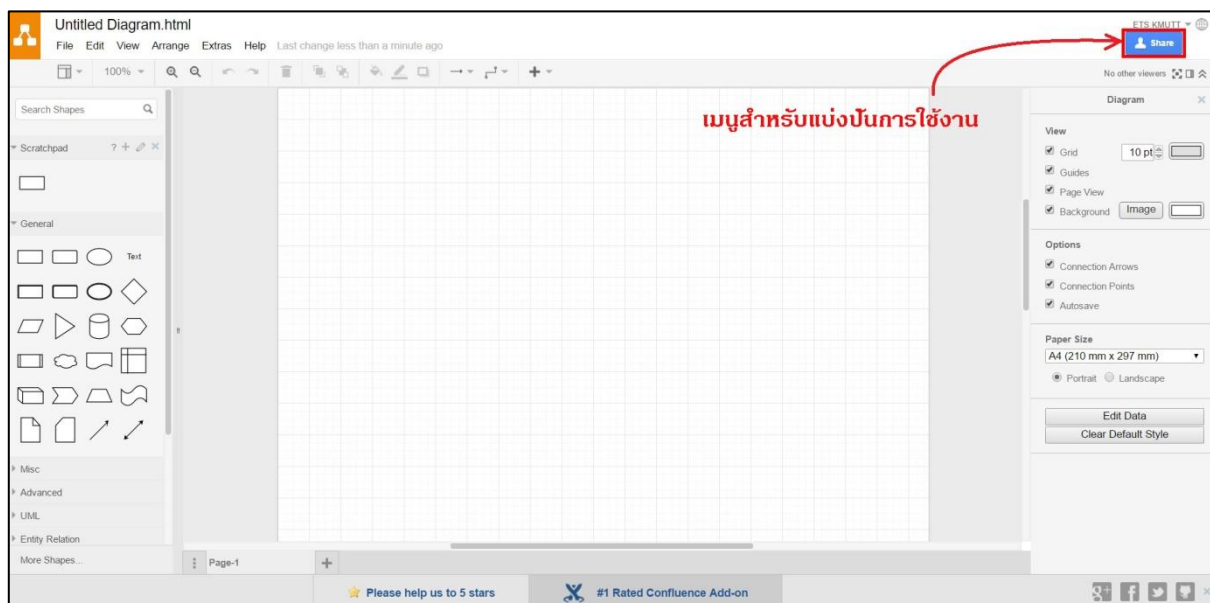 Untitled Diagram.html
ETS KMUTT
File Edit View Arrange Extras Help Last change less than a minute ago
Share
100%
No other viewers
เมนูสำหรับแบ่งปันการใช้งาน
Search Shapes
Scratchpad ? +
General
Text
Misc
Advanced
UML
Entity Relation
More Shapes...
Page-1
Diagram
View
Grid 10 pt
Guides
Page View
Background Image
Options
Connection Arrows
Connection Points
Autosave
Paper Size
A4 (210 mm x 297 mm)
Portrait Landscape
Edit Data
Clear Default Style
Please help us to 5 stars
#1 Rated Confluence Add-on